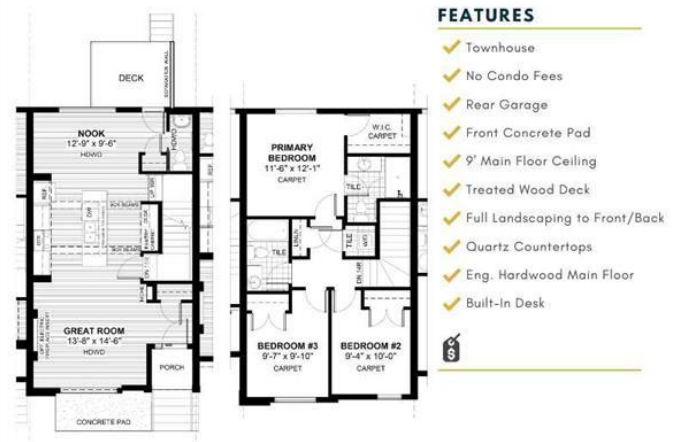 DECK
NOOK
12'-9" x 9'-6"
HDWD
HDWD
REF.
DW
GREAT ROOM
13'-8" x 14'-6"
HDWD
PORCH
CONCRETE PAD
W.I.C.
CARPET
PRIMARY
BEDROOM
11'-6" x 12'-1"
CARPET
TILE
TILE
LINEN
TILE
BEDROOM #3
9'-7" x 9'-10"
CARPET
BEDROOM #2
9'-4" x 10'-0"
CARPET
FEATURES
Townhouse
No Condo Fees
Rear Garage
Front Concrete Pad
9' Main Floor Ceiling
Treated Wood Deck
Full Landscaping to Front/Back
Quartz Countertops
Eng. Hardwood Main Floor
Built-In Desk
$